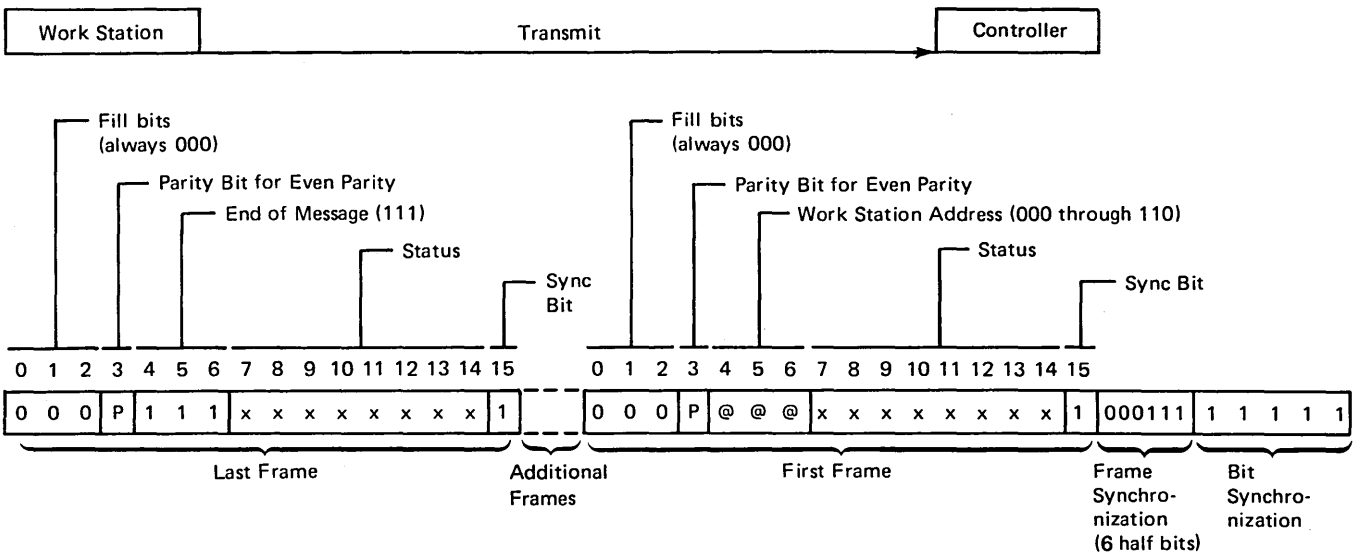 Work Station
Transmit
Controller
Fill bits
(always 000)
Parity Bit for Even Parity
End of Message (111)
Status
Sync
Bit
Fill bits
(always 000)
Parity Bit for Even Parity
Work Station Address (000 through 110)
Status
Sync Bit
0 1 2 3 4 5 6 7 8 9 10 11 12 13 14 15
0 1 2 3 4 5 6 7 8 9 10 11 12 13 14 15
0 0 0 P 1 1 1 x x x x x x x x 1
0 0 0 P @ @ @ x x x x x x x x 1 000111 1 1 1 1 1
Last Frame
Additional
Frames
First Frame
Frame
Synchro-
nization
(6 half bits)
Bit
Synchro-
nization